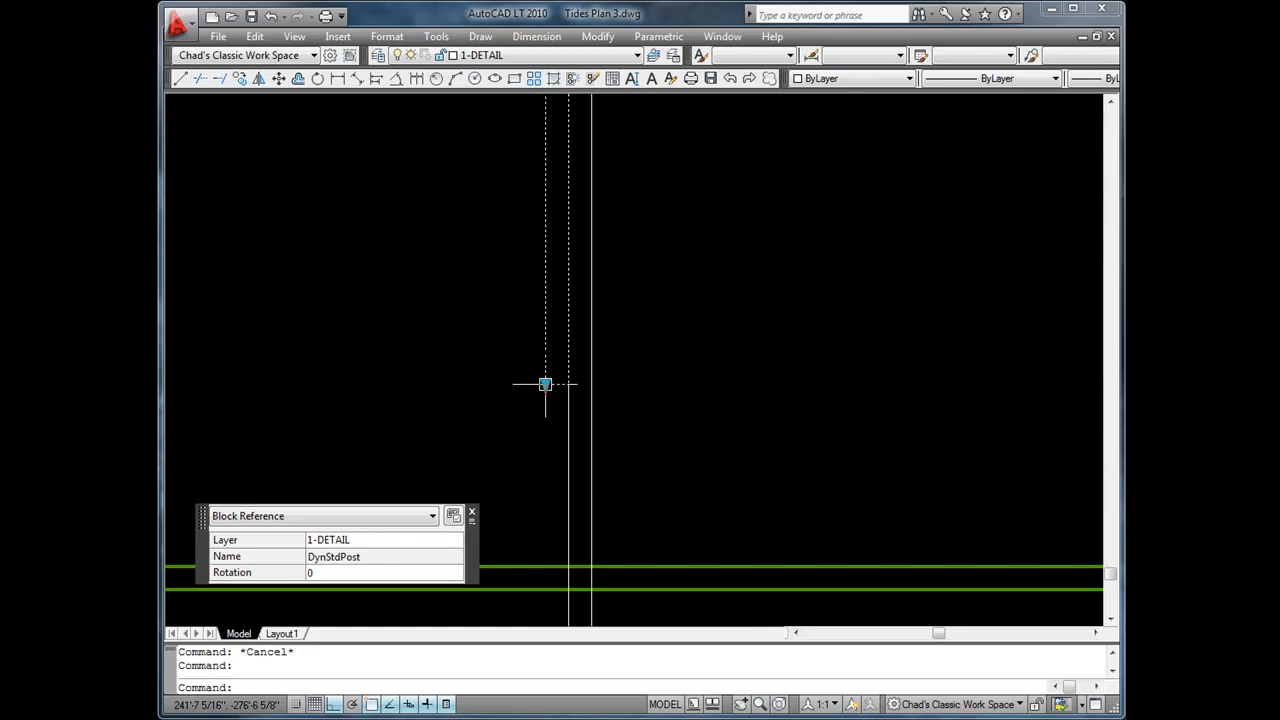 AutoCAD LT 2010 Tides Plan 3.dwg
Type a keyword or phrase
File Edit View Insert Format Tools Draw Dimension Modify Window Help
Chad's Classic Work Space 1-DETAIL
ByLayer ByLayer ByL
Block Reference
Layer 1-DETAIL
Name DynStdPost
Rotation 0
Model Layout1
Command: *Cancel*
Command:
Command:
241'-7 5/16", -276'-6 5/8" MODEL 1:1 Chad's Classic Work Space